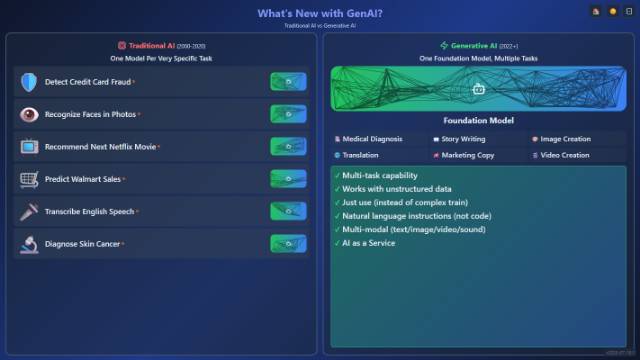 What's New with GenAI?
Traditional AI vs Generative AI
Traditional AI (2000-2020)
One Model Per Very Specific Task
Detect Credit Card Fraud
Recognize Faces in Photos
Recommend Next Netflix Movie
Predict Walmart Sales
Transcribe English Speech
Diagnose Skin Cancer
Generative AI (2022+)
One Foundation Model, Multiple Tasks
Foundation Model
Medical Diagnosis
Story Writing
Image Creation
Translation
Marketing Copy
Video Creation
✓ Multi-task capability
✓ Works with unstructured data
✓ Just use (instead of complex train)
✓ Natural language instructions (not code)
✓ Multi-modal (text/image/video/sound)
✓ AI as a Service